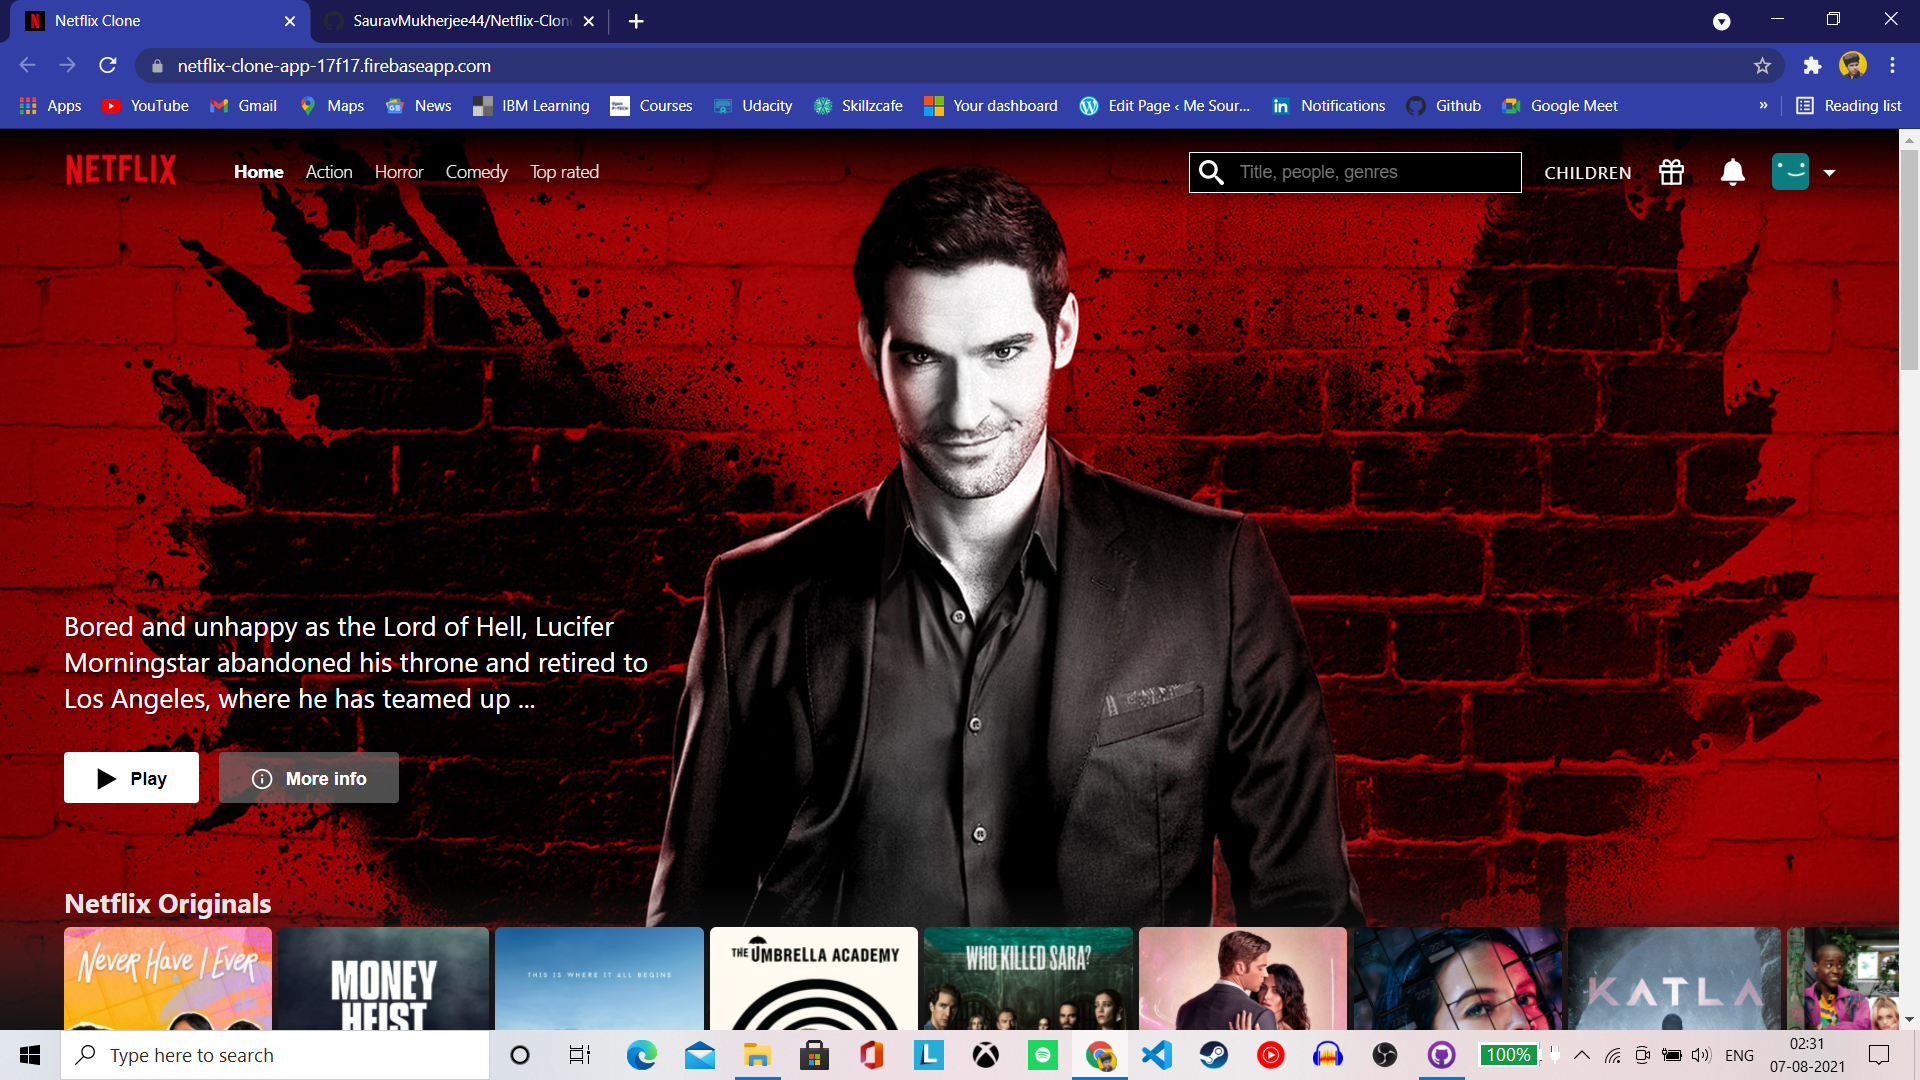 Netflix Clone
SauravMukherjee44/Netflix-Clon
netflix-clone-app-17f17.firebaseapp.com
Apps YouTube Gmail Maps News IBM Learning Courses Udacity Skillzcafe Your dashboard Edit Page ‹ Me Sour... Notifications Github Google Meet » Reading list
NETFLIX Home Action Horror Comedy Top rated Title, people, genres CHILDREN
Bored and unhappy as the Lord of Hell, Lucifer
Morningstar abandoned his throne and retired to
Los Angeles, where he has teamed up ...
Play More info
Netflix Originals
NEVER HAVE I EVER
MONEY
HEIST
THIS IS WHERE IT ALL BEGINS
THE UMBRELLA ACADEMY
WHO KILLED SARA?
KATLA
Type here to search
100%
ENG
02:31
07-08-2021